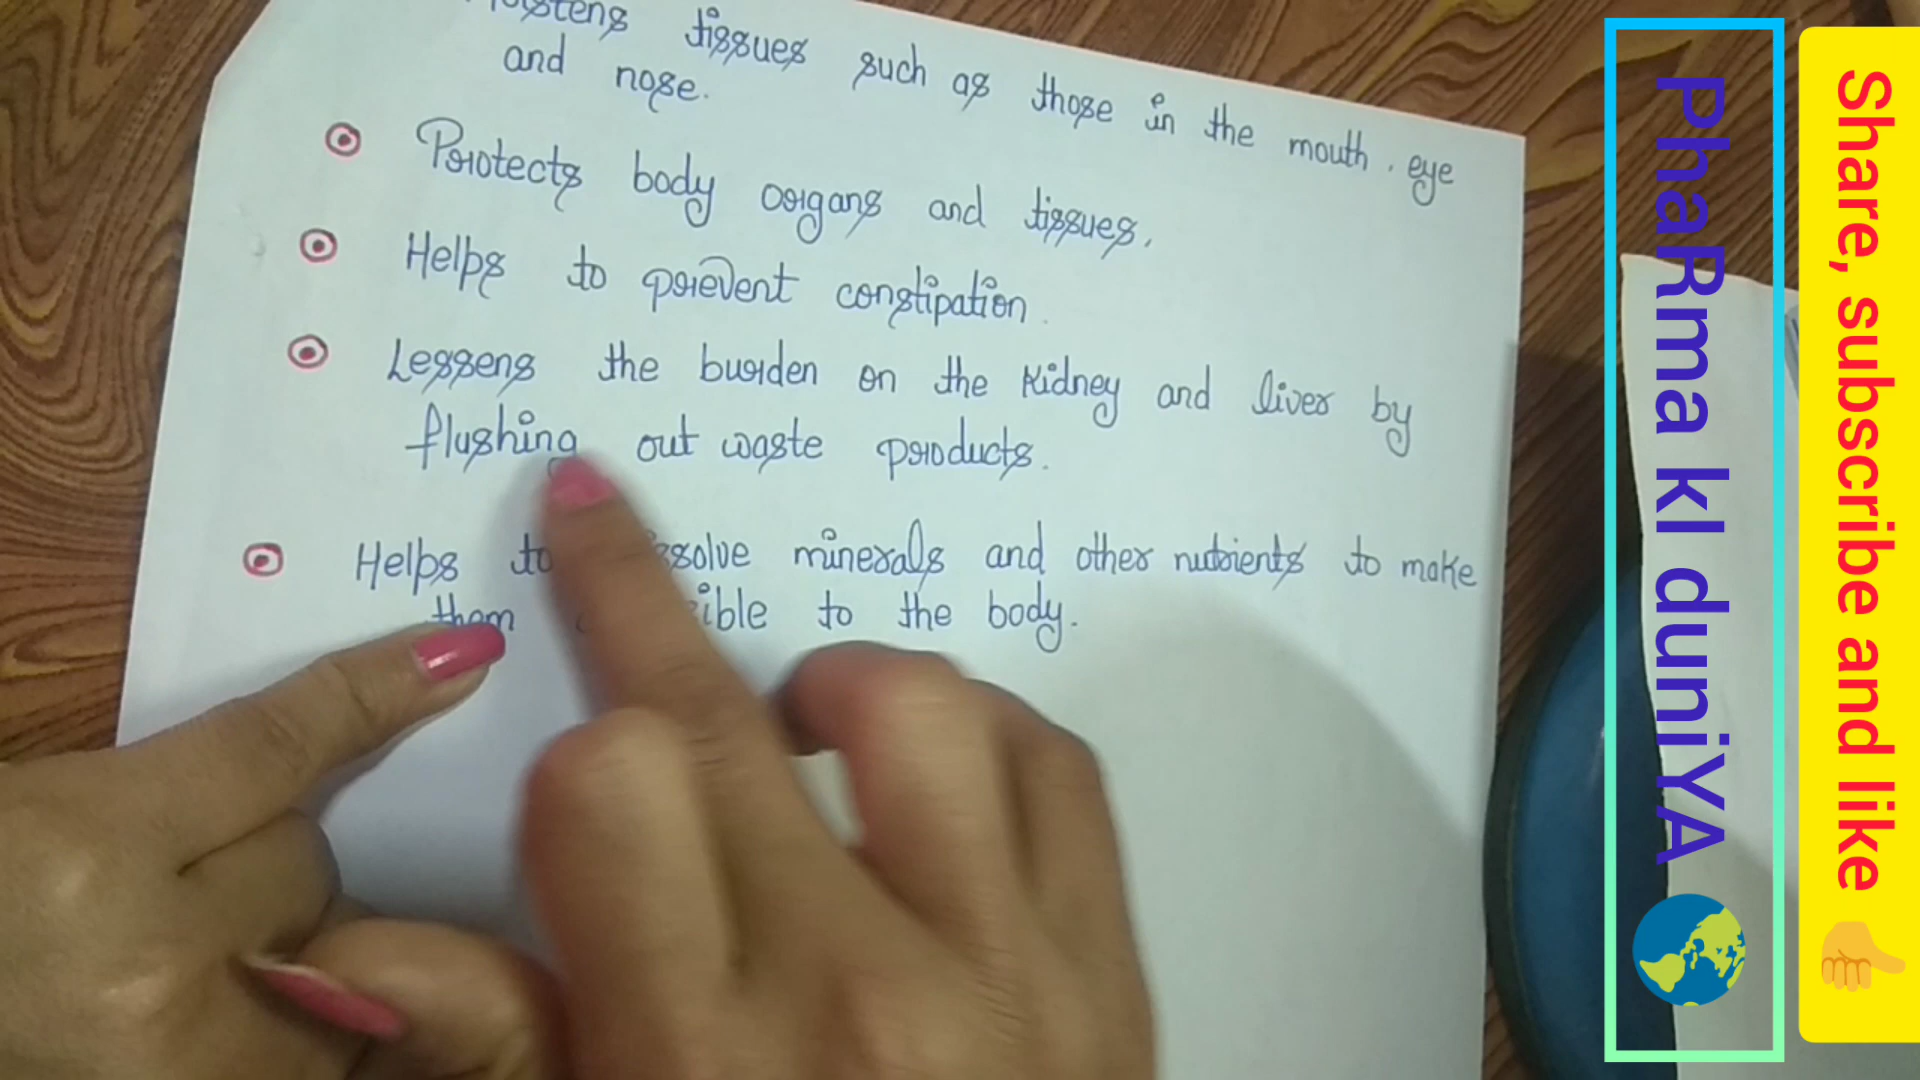 tissues such as those in the mouth. eye
and nose.
Protects body organs and tissues.
Helps to prevent constipation.
Lessens the burden on the kidney and liver by
flushing out waste products.
Helps to minerals and other nutrients to make
them to the body.
PhaRma kI duniYA
Share, subscribe and like